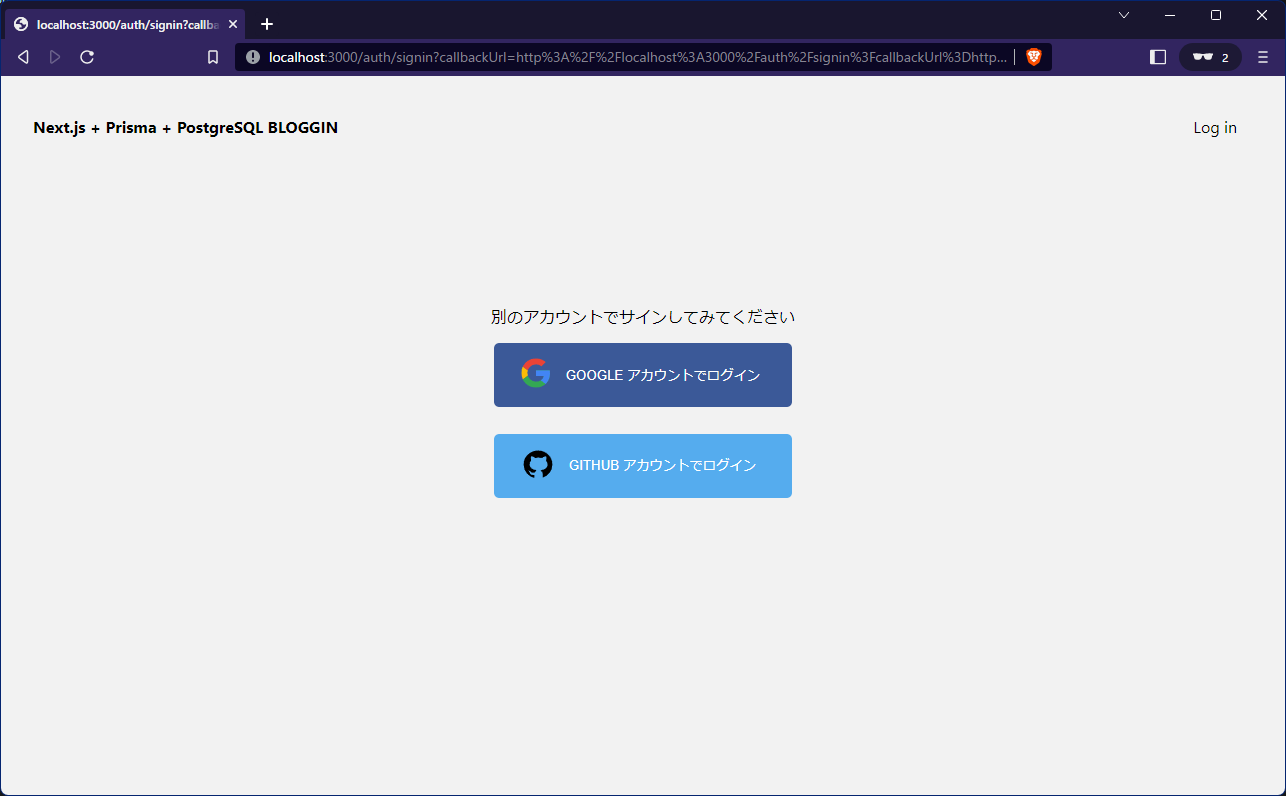 localhost:3000/auth/signin?callba
localhost:3000/auth/signin?callbackUrl=http%3A%2F%2Flocalhost%3A3000%2Fauth%2Fsignin%3FcallbackUrl%3Dhttp...
2
Next.js + Prisma + PostgreSQL BLOGGIN
Log in
別のアカウントでサインしてみてください
GOOGLE アカウントでログイン
GITHUB アカウントでログイン